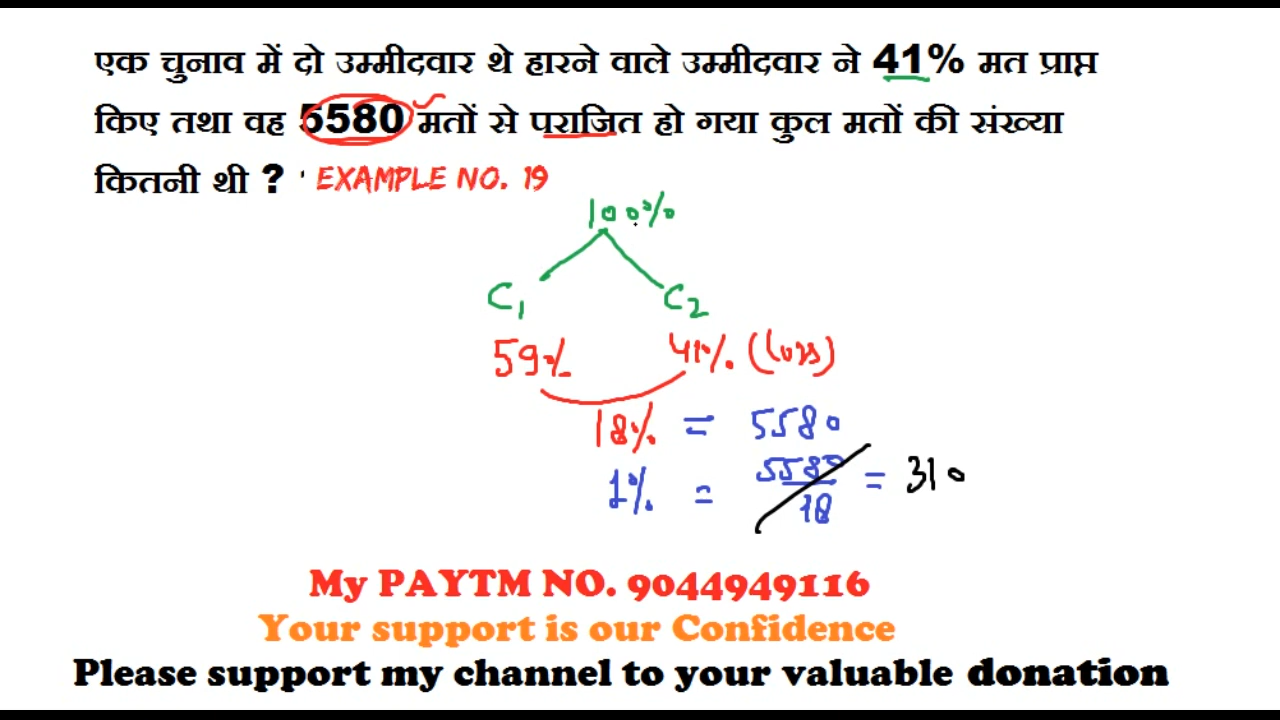 एक चुनाव में दो उम्मीदवार थे हारने वाले उम्मीदवार ने 41% मत प्राप्त
किए तथा वह 5580 मतों से पराजित हो गया कुल मतों की संख्या
कितनी थी ? EXAMPLE NO. 19
100%
C1 C2
59% 41% (loss)
18% = 5580
1% = 5580/18 = 310
My PAYTM NO. 9044949116
Your support is our Confidence
Please support my channel to your valuable donation